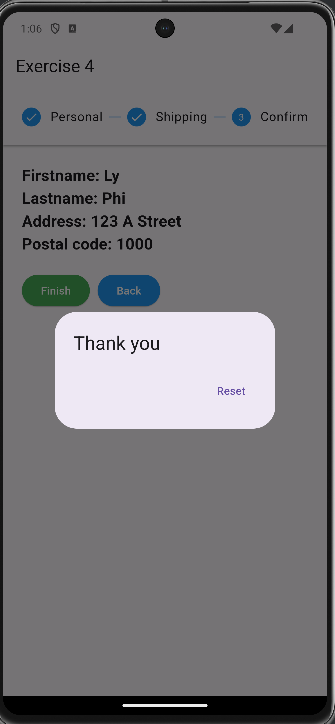 1:06
Exercise 4
Personal Shipping 3 Confirm
Firstname: Ly
Lastname: Phi
Address: 123 A Street
Postal code: 1000
Finish Back
Thank you
Reset